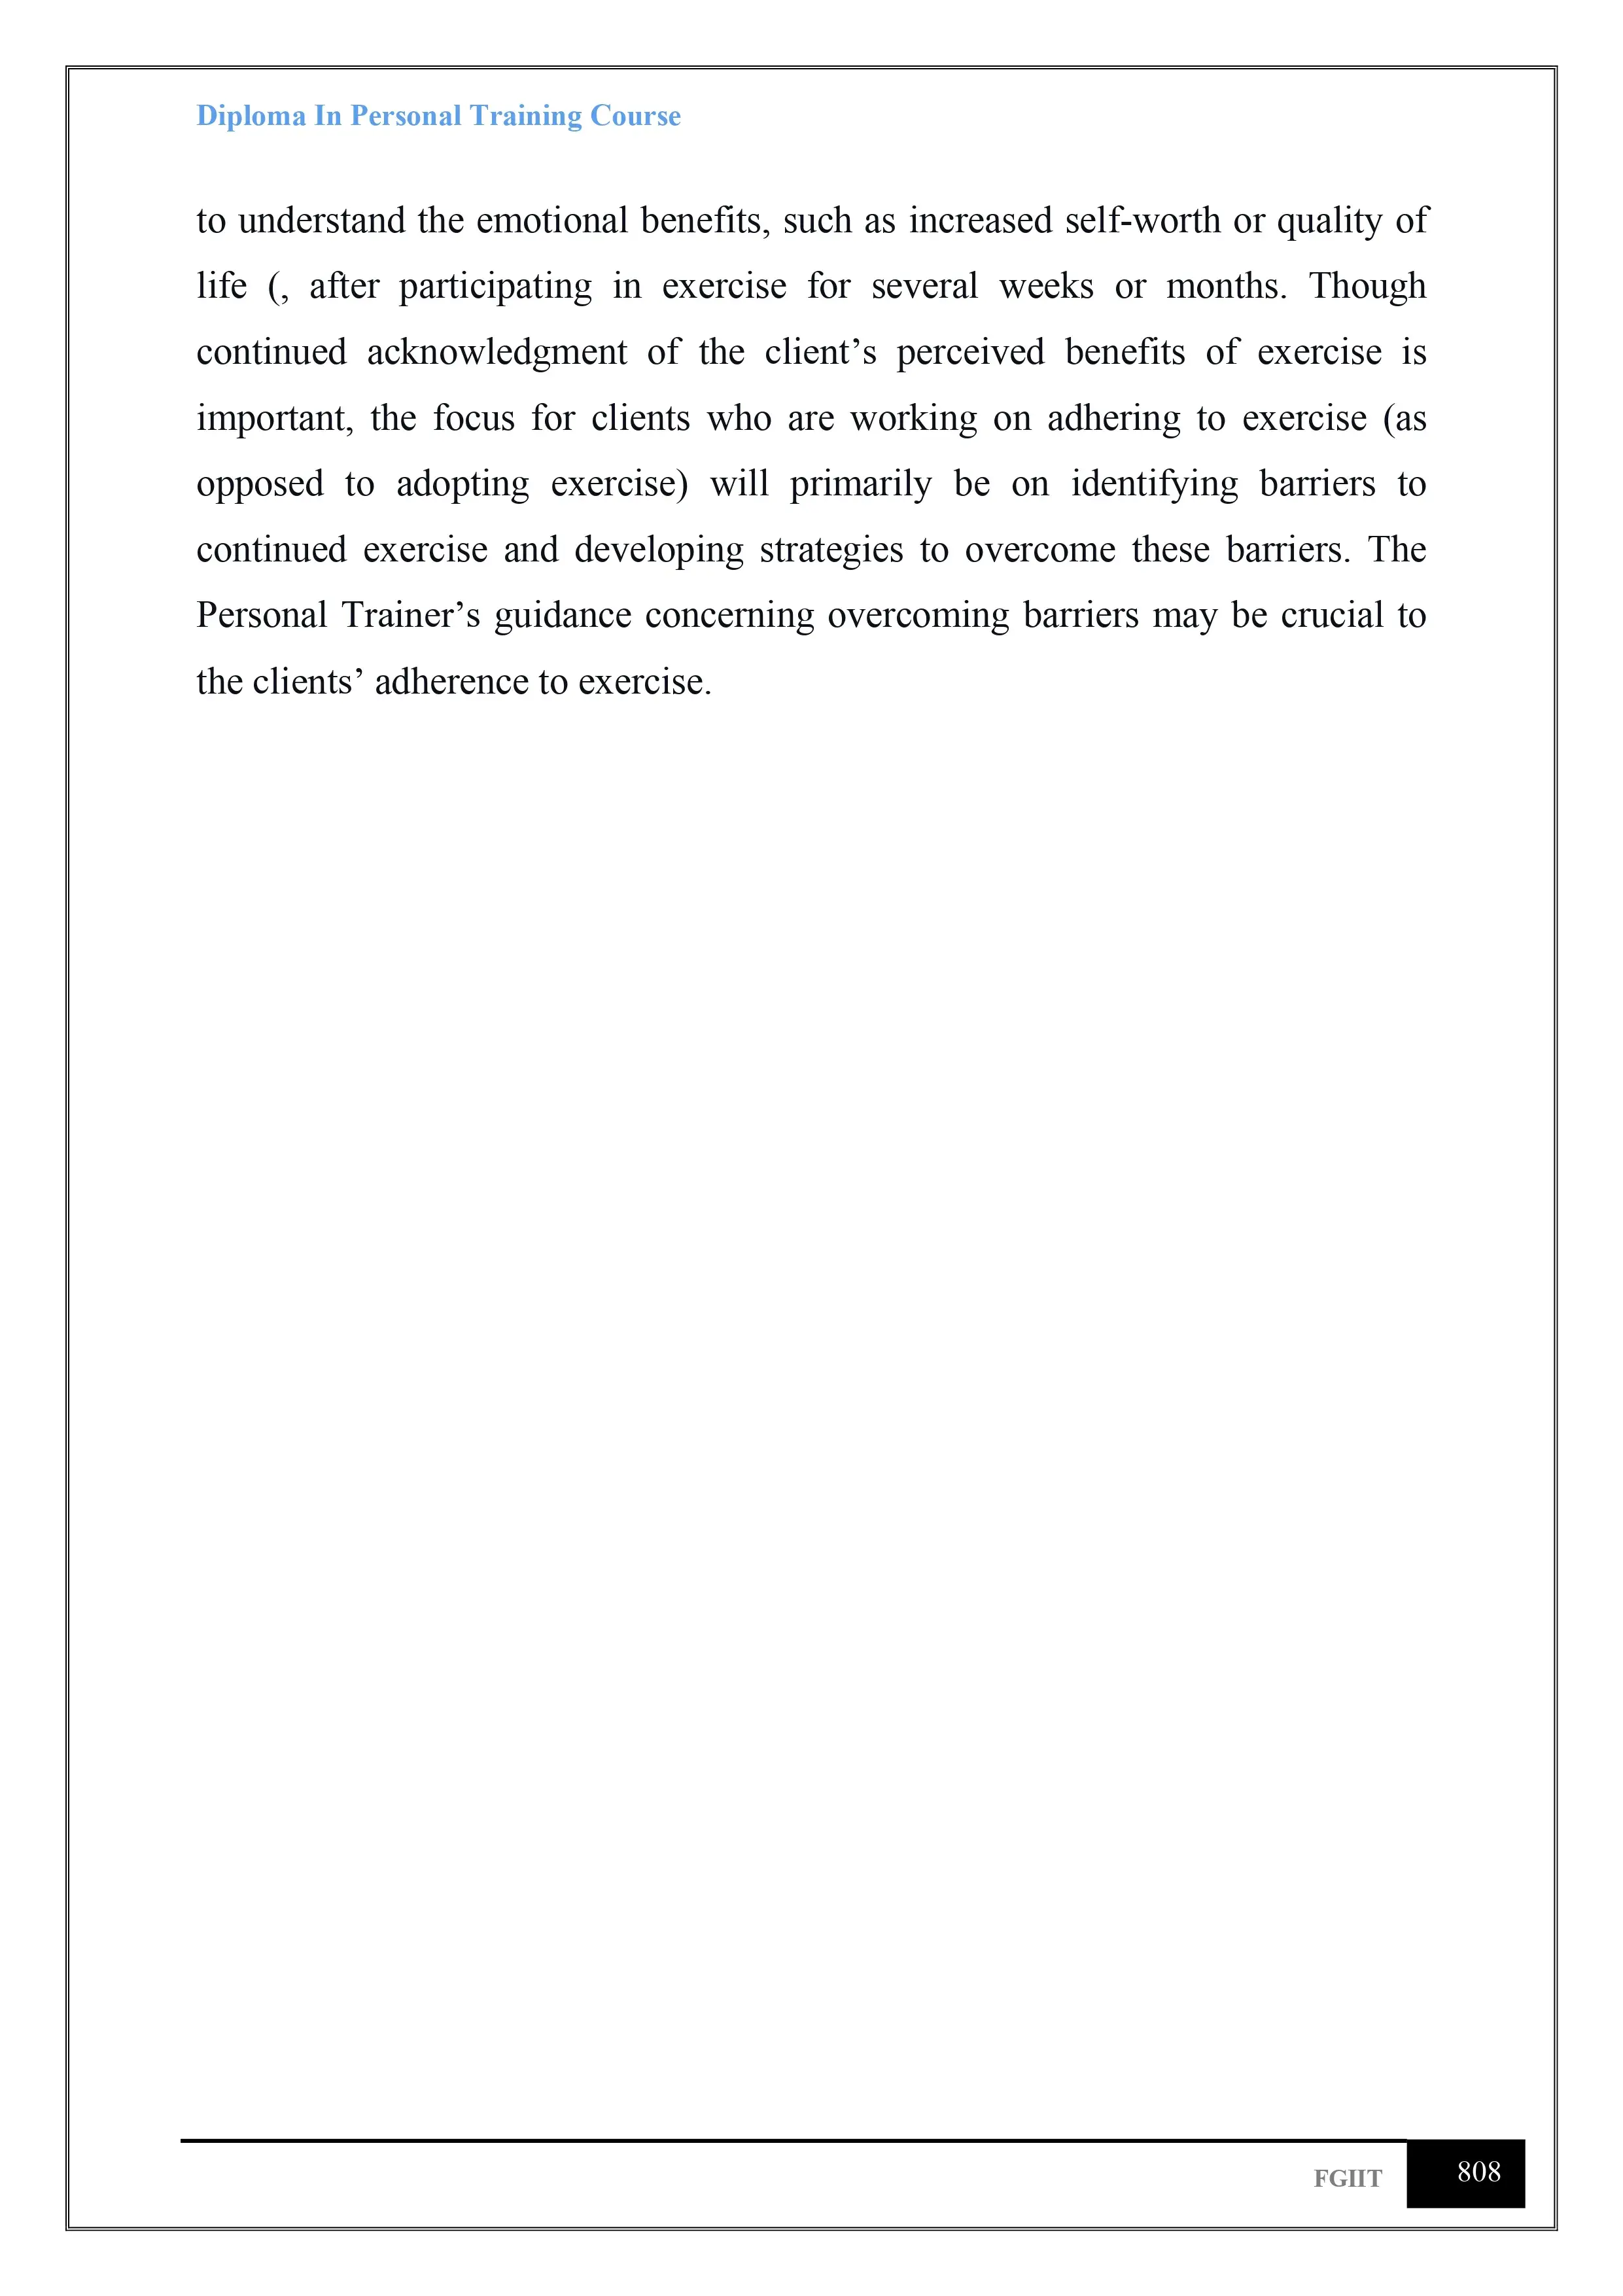 Diploma In Personal Training Course
to understand the emotional benefits, such as increased self-worth or quality of
life (, after participating in exercise for several weeks or months. Though
continued acknowledgment of the client’s perceived benefits of exercise is
important, the focus for clients who are working on adhering to exercise (as
opposed to adopting exercise) will primarily be on identifying barriers to
continued exercise and developing strategies to overcome these barriers. The
Personal Trainer’s guidance concerning overcoming barriers may be crucial to
the clients’ adherence to exercise.
FGIIT 808